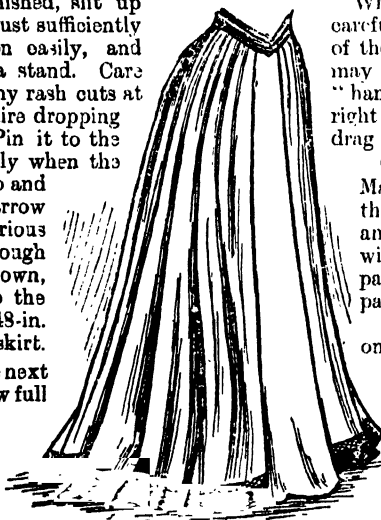 nished, slit up
ust sufficiently
n easily, and
a stand. Care
ny rash cuts at
ire dropping
Pin it to the
ly when the
o and
rrow
rious
ough
own,
o the
48-in.
skirt.
next
w full
Wh
carefu
of the
may
"han
right
drag
Ma
th
an
wi
pa
pa
on